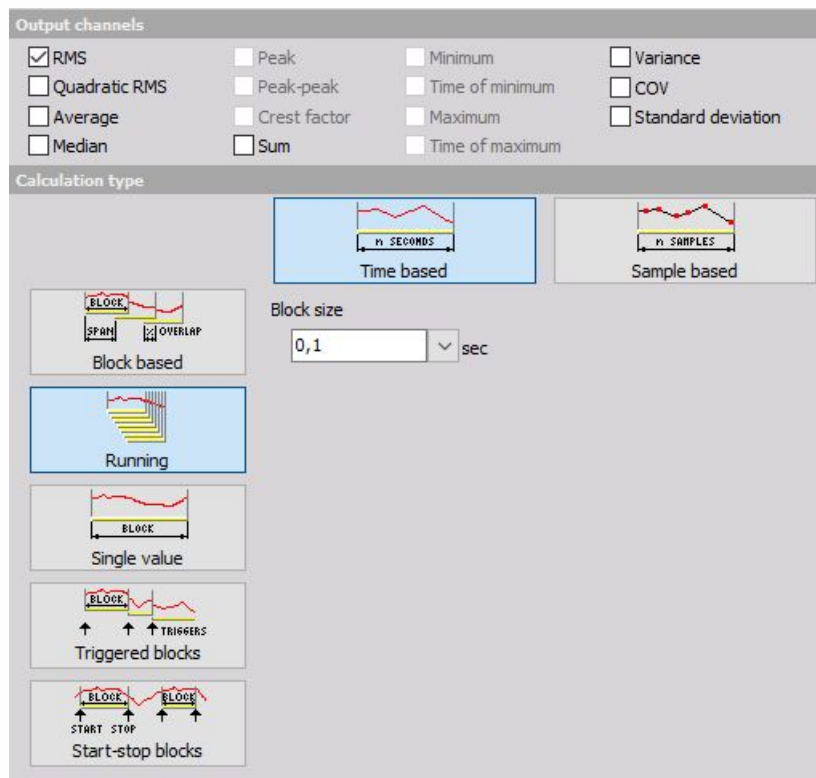 Output channels
RMS Peak Minimum Variance
Quadratic RMS Peak-peak Time of minimum COV
Average Crest factor Maximum Standard deviation
Median Sum Time of maximum
Calculation type
n SECONDS
Time based
n SAMPLES
Sample based
BLOCK
SPAN % OVERLAP
Block based
Block size
0,1 sec
Running
BLOCK
Single value
BLOCK
TRIGGERS
Triggered blocks
BLOCK BLOCK
START STOP
Start-stop blocks